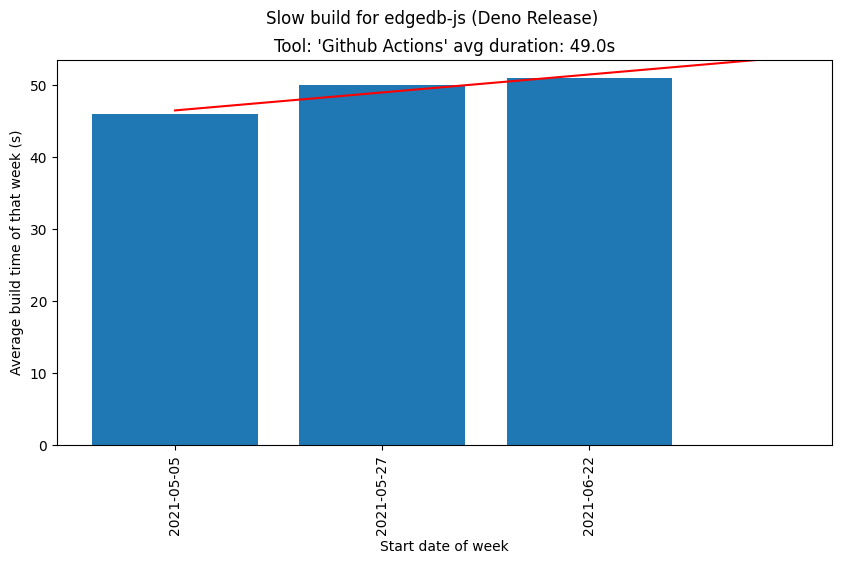 Slow build for edgedb-js (Deno Release)
Tool: 'Github Actions' avg duration: 49.0s
Average build time of that week (s)
50
40
30
20
10
0
2021-05-05
2021-05-27
2021-06-22
Start date of week